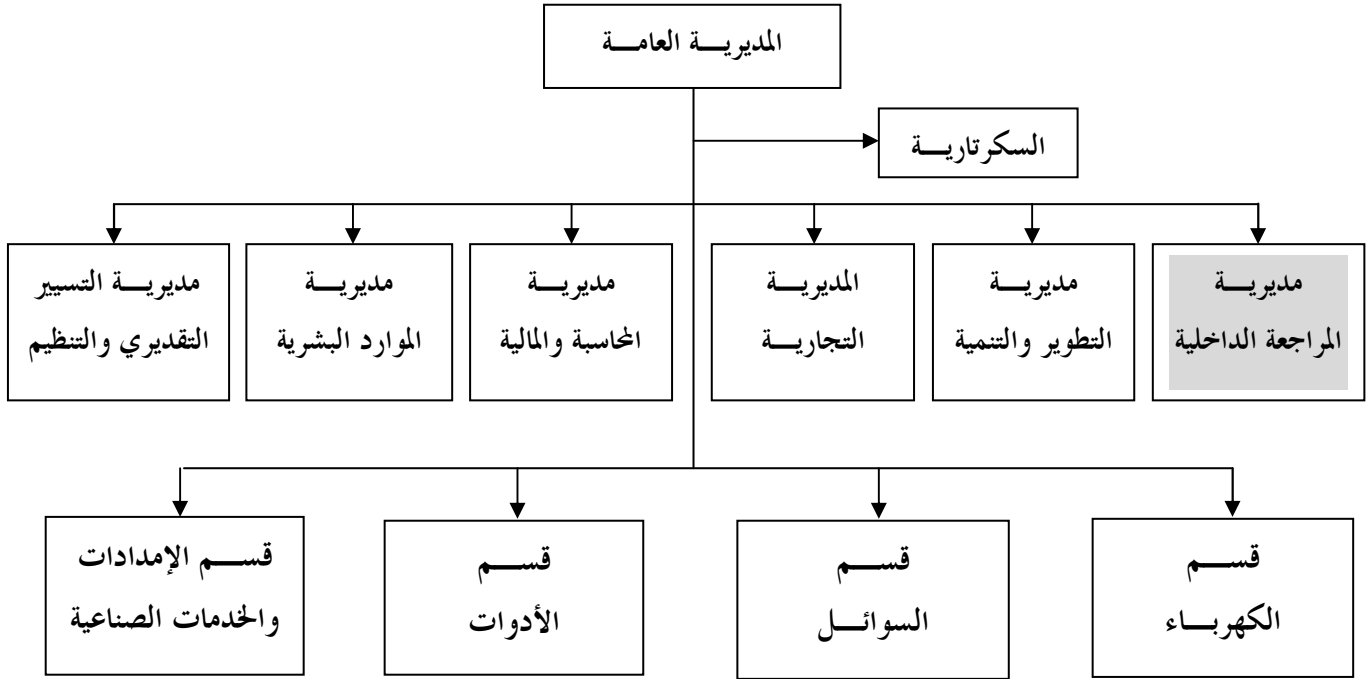 المديريـــة العامـــة
السكرتاريـــة
مديريـــة
المراجعة الداخلية
مديريـــة
التطوير والتنمية
المديريـــة
التجاريـــة
مديريـــة
المحاسبة والمالية
مديريـــة
الموارد البشرية
مديريـــة التسيير
التقديري والتنظيم
قســـم
الكهربـــاء
قســـم
السوائـــل
قســـم
الأدوات
قســـم الإمدادات
والخدمات الصناعية